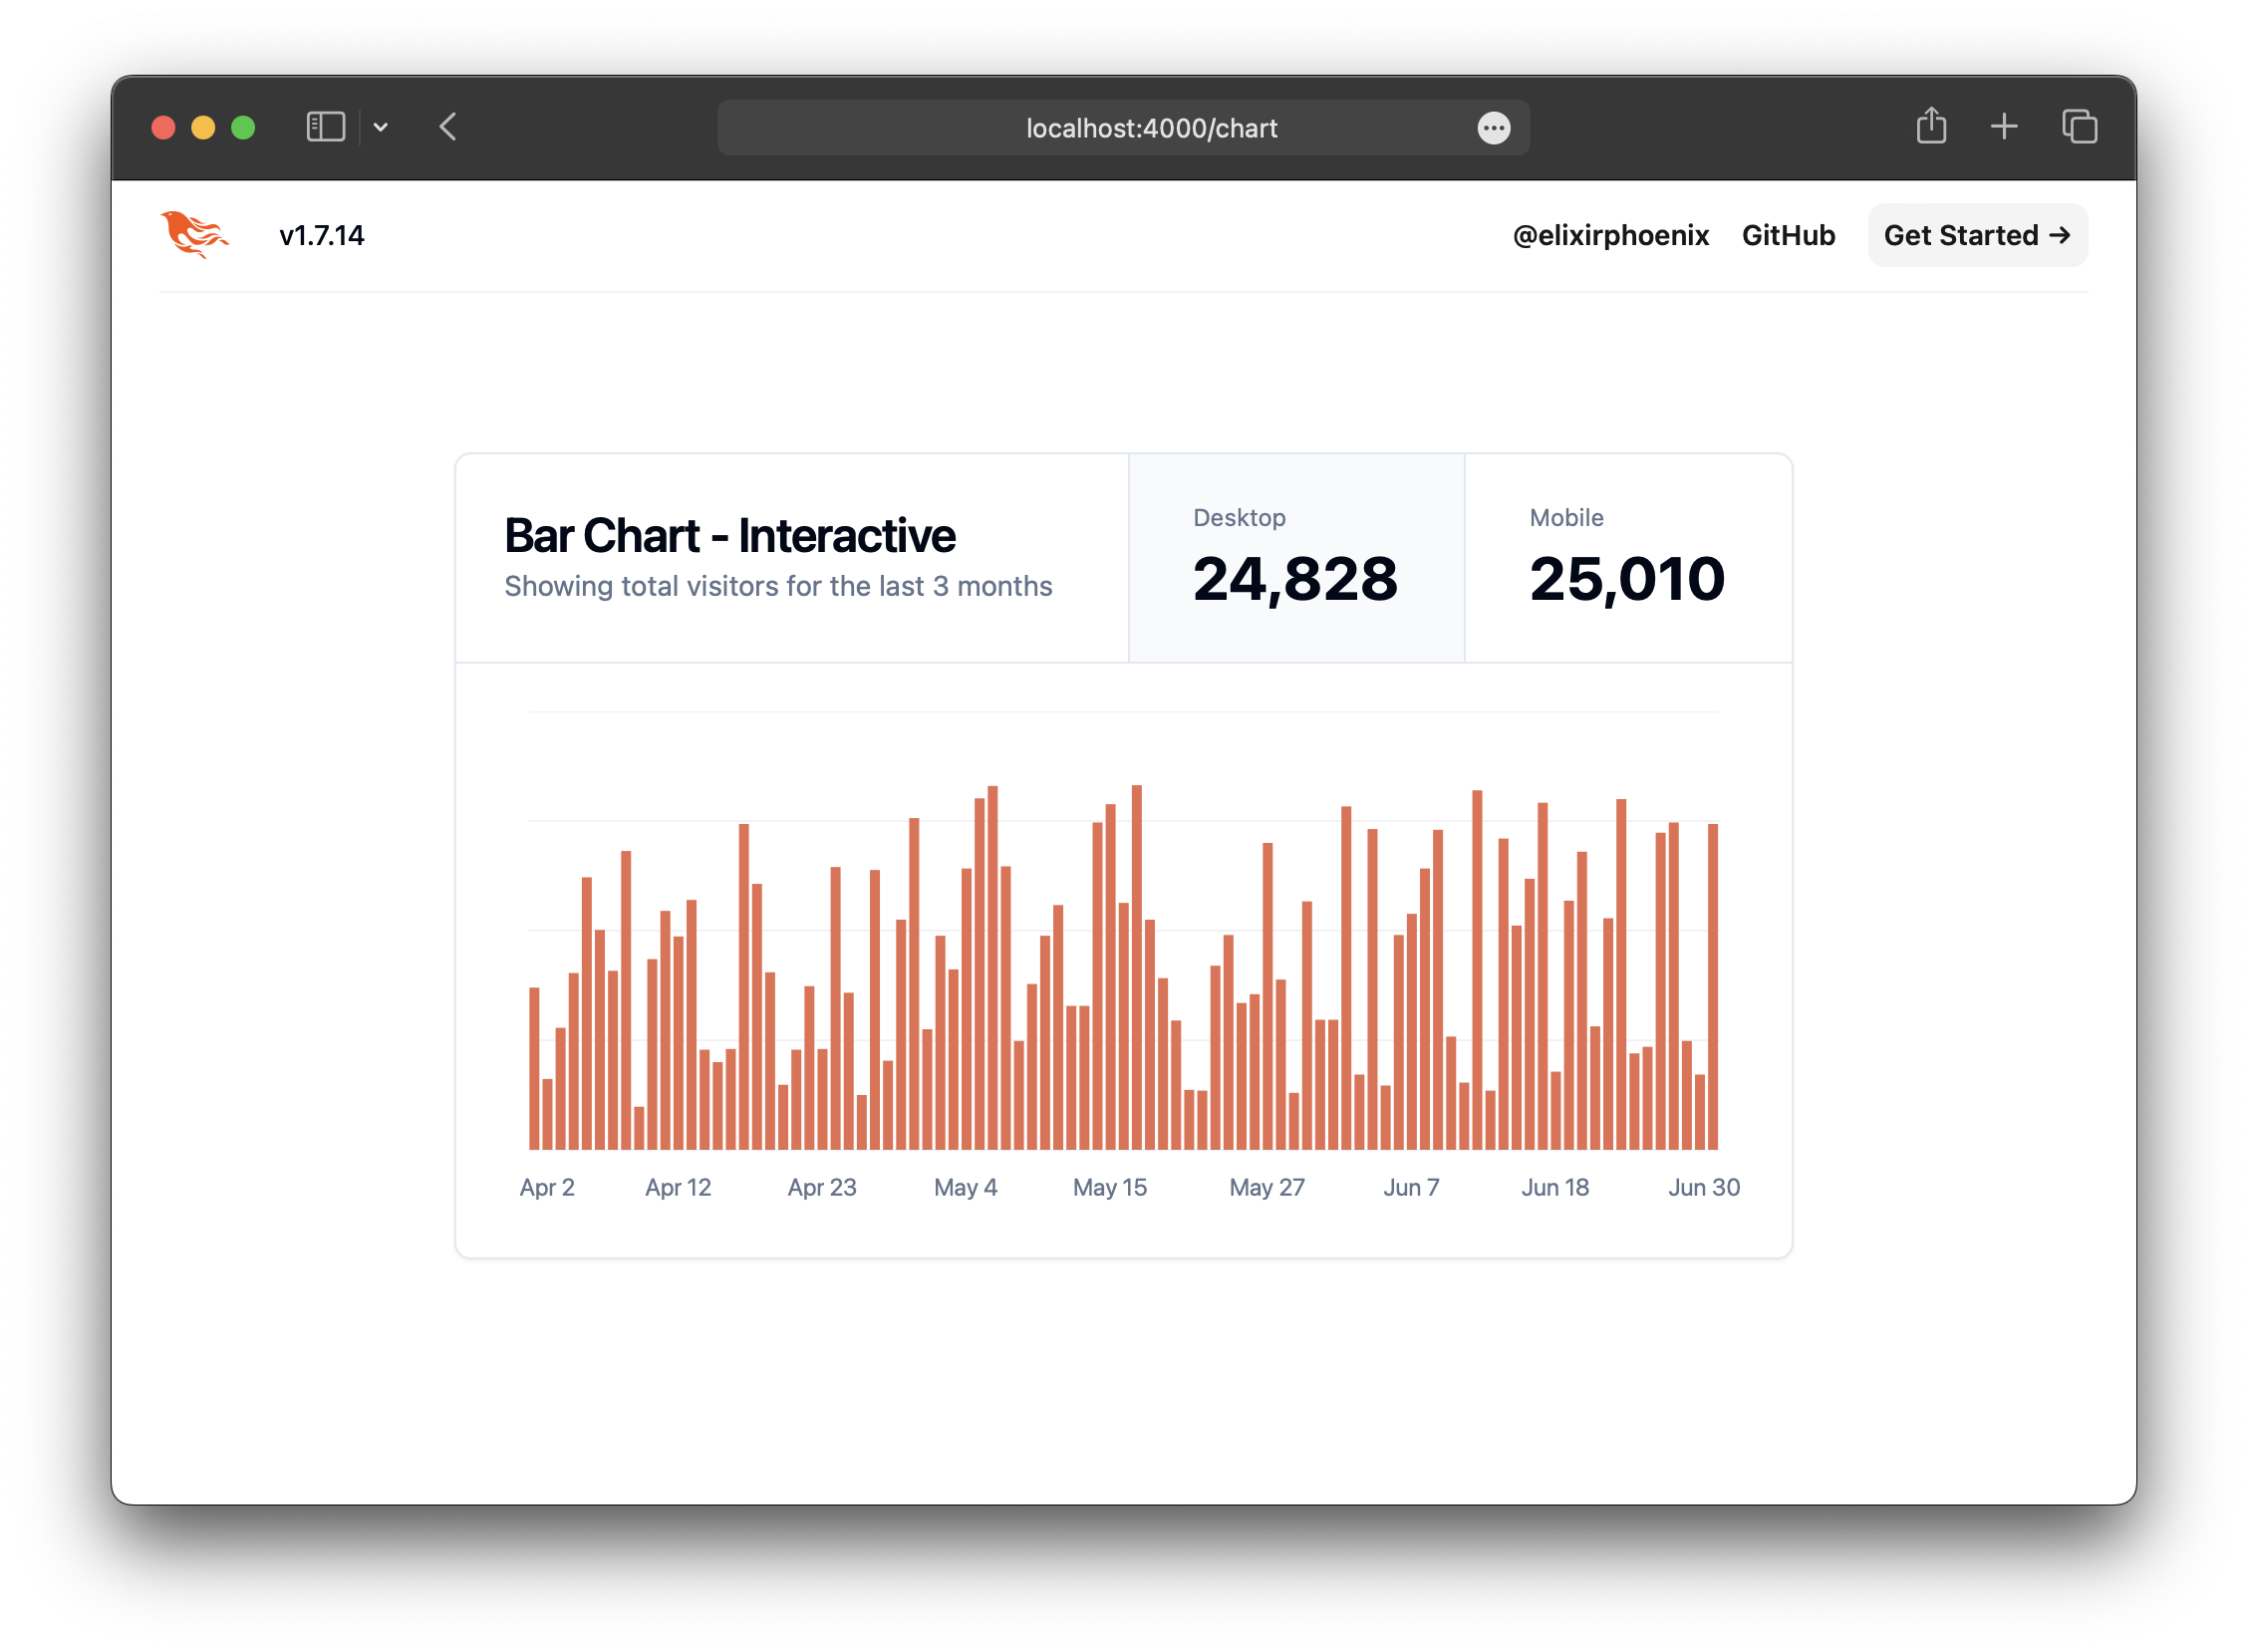 localhost:4000/chart
v1.7.14
@elixirphoenix GitHub Get Started →
Bar Chart - Interactive
Showing total visitors for the last 3 months
Desktop
24,828
Mobile
25,010
Apr 2 Apr 12 Apr 23 May 4 May 15 May 27 Jun 7 Jun 18 Jun 30